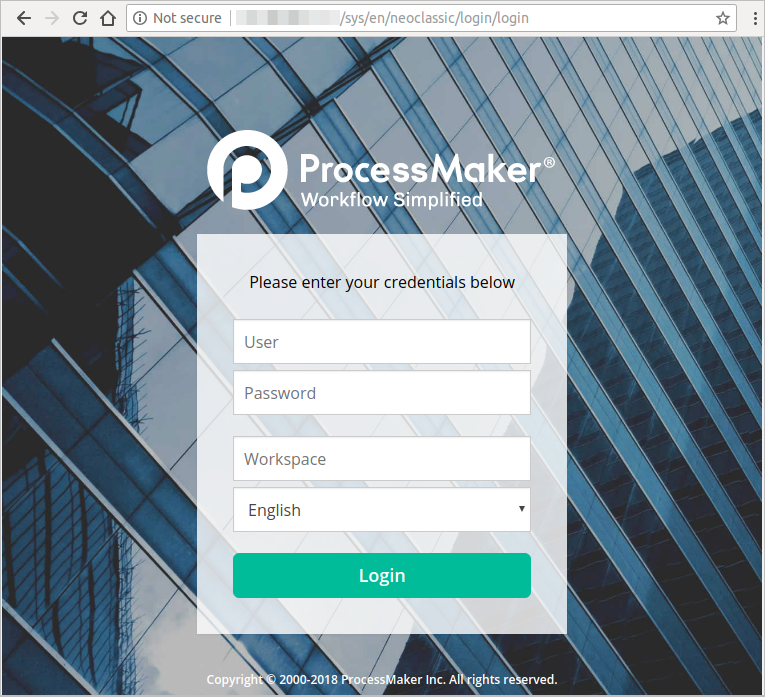 Not secure /sys/en/neoclassic/login/login
ProcessMaker®
Workflow Simplified
Please enter your credentials below
User
Password
Workspace
English
Login
Copyright © 2000-2018 ProcessMaker Inc. All rights reserved.